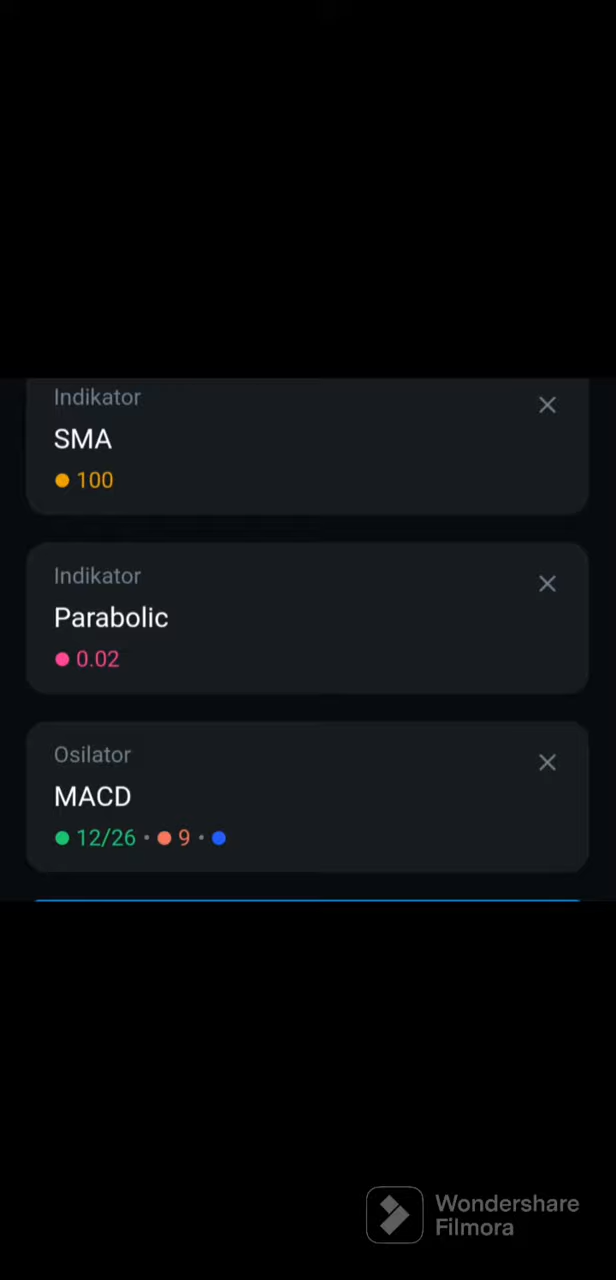 Indikator
SMA
100
Indikator
Parabolic
0.02
Osilator
MACD
12/26 • 9 •
Wondershare
Filmora